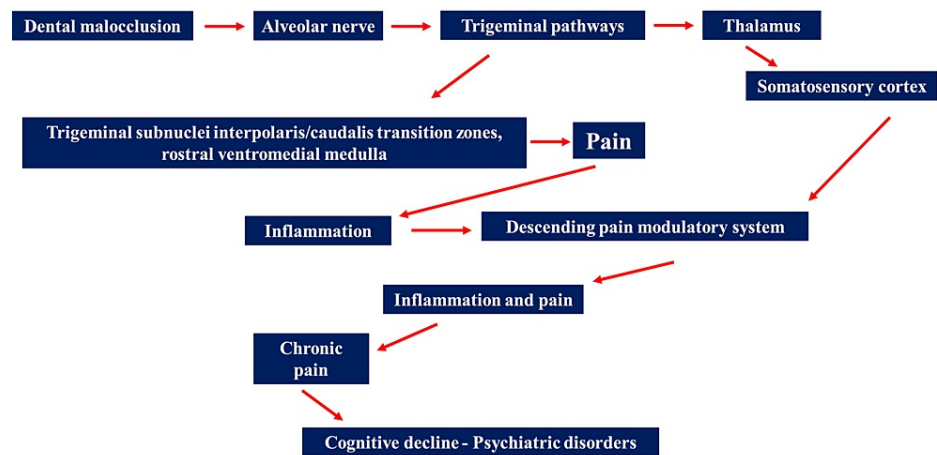 Dental malocclusion
Alveolar nerve
Trigeminal pathways
Thalamus
Somatosensory cortex
Trigeminal subnuclei interpolaris/caudalis transition zones,
rostral ventromedial medulla
Pain
Inflammation
Descending pain modulatory system
Inflammation and pain
Chronic
pain
Cognitive decline - Psychiatric disorders